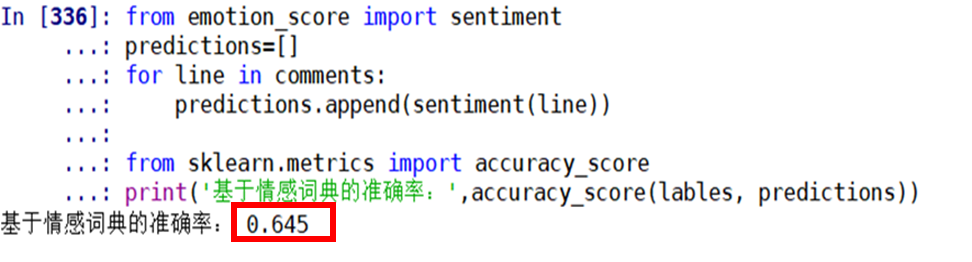 In [336]: from emotion_score import sentiment
...: predictions=[]
...: for line in comments:
...:     predictions.append(sentiment(line))
...:
...: from sklearn.metrics import accuracy_score
...: print('基于情感词典的准确率：',accuracy_score(lables, predictions))
基于情感词典的准确率： 0.645